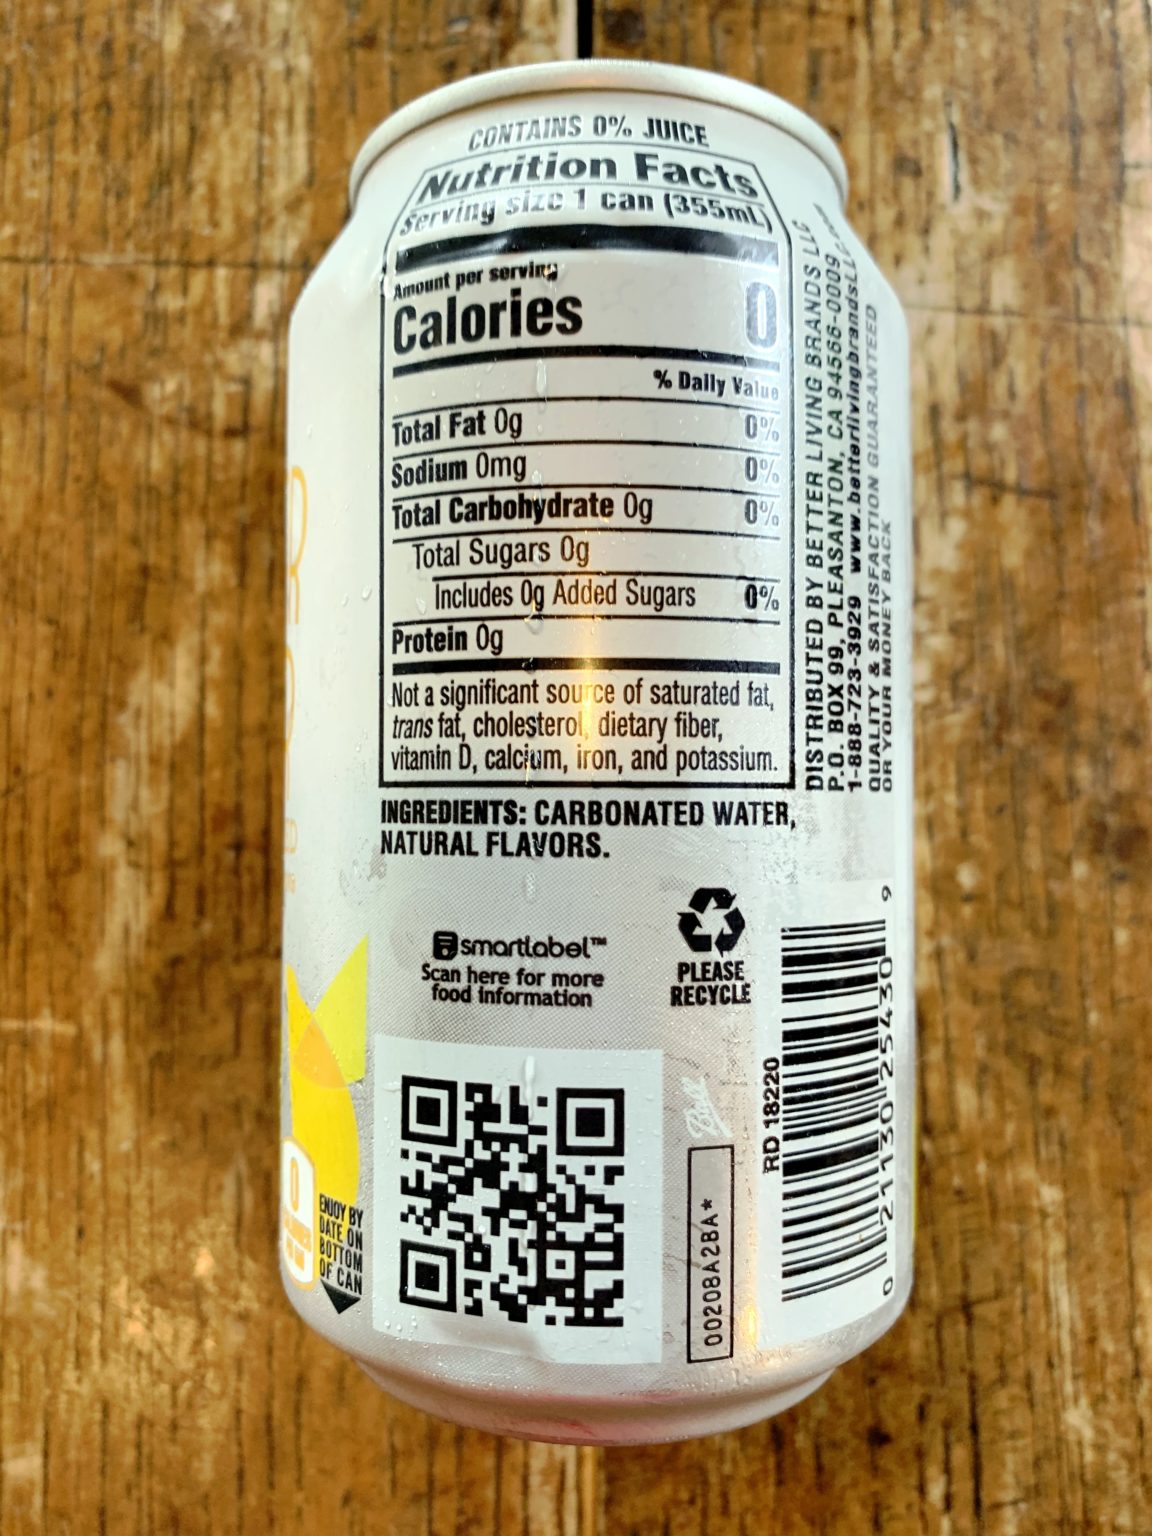 CONTAINS 0% JUICE
Nutrition Facts
Serving size 1 can (355mL)
Amount per serving
Calories 0
% Daily Value
Total Fat 0g 0%
Sodium 0mg 0%
Total Carbohydrate 0g 0%
Total Sugars 0g
Includes 0g Added Sugars 0%
Protein 0g
Not a significant source of saturated fat,
trans fat, cholesterol, dietary fiber,
vitamin D, calcium, iron, and potassium.
INGREDIENTS: CARBONATED WATER,
NATURAL FLAVORS.
DISTRIBUTED BY BETTER LIVING BRANDS LLC
P.O. BOX 99, PLEASANTON, CA 94566-0009
1-888-723-3929 www.betterlivingbrandsLLC.com
QUALITY & SATISFACTION GUARANTEED
OR YOUR MONEY BACK
smartlabel™
Scan here for more
food information
PLEASE
RECYCLE
Ball
00208A2BA*
RD 18220
0 21130 25430 9
0
ENJOY BY
DATE ON
BOTTOM
OF CAN